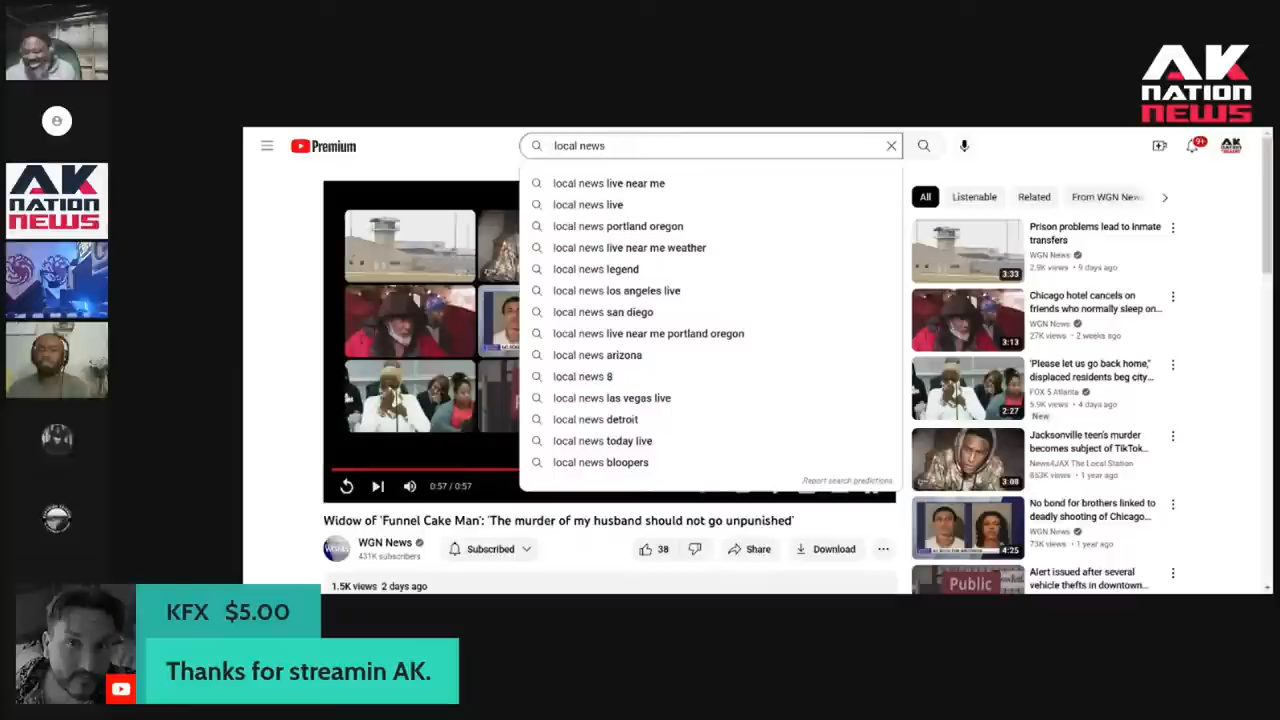 AK
NATION
NEWS
Premium
local news
9+
AK
local news live near me
local news live
local news portland oregon
local news live near me weather
local news legend
local news los angeles live
local news san diego
local news live near me portland oregon
local news arizona
local news 8
local news las vegas live
local news detroit
local news today live
local news bloopers
Report search predictions
0:57 / 0:57
Widow of 'Funnel Cake Man': 'The murder of my husband should not go unpunished'
WGN News
431K subscribers
Subscribed
38
Share
Download
1.5K views 2 days ago
All
Listenable
Related
From WGN News
3:33
Prison problems lead to inmate
transfers
WGN News
2.9K views • 9 days ago
3:13
Chicago hotel cancels on
friends who normally sleep on...
WGN News
27K views • 2 weeks ago
2:27
'Please let us go back home,'
displaced residents beg city...
FOX 5 Atlanta
5.9K views • 4 days ago
New
3:08
Jacksonville teen's murder
becomes subject of TikTok...
News4JAX The Local Station
853K views • 1 year ago
4:25
No bond for brothers linked to
deadly shooting of Chicago...
WGN News
73K views • 1 year ago
Public
Alert issued after several
vehicle thefts in downtown...
AK
NATION
NEWS
KFX $5.00
Thanks for streamin AK.